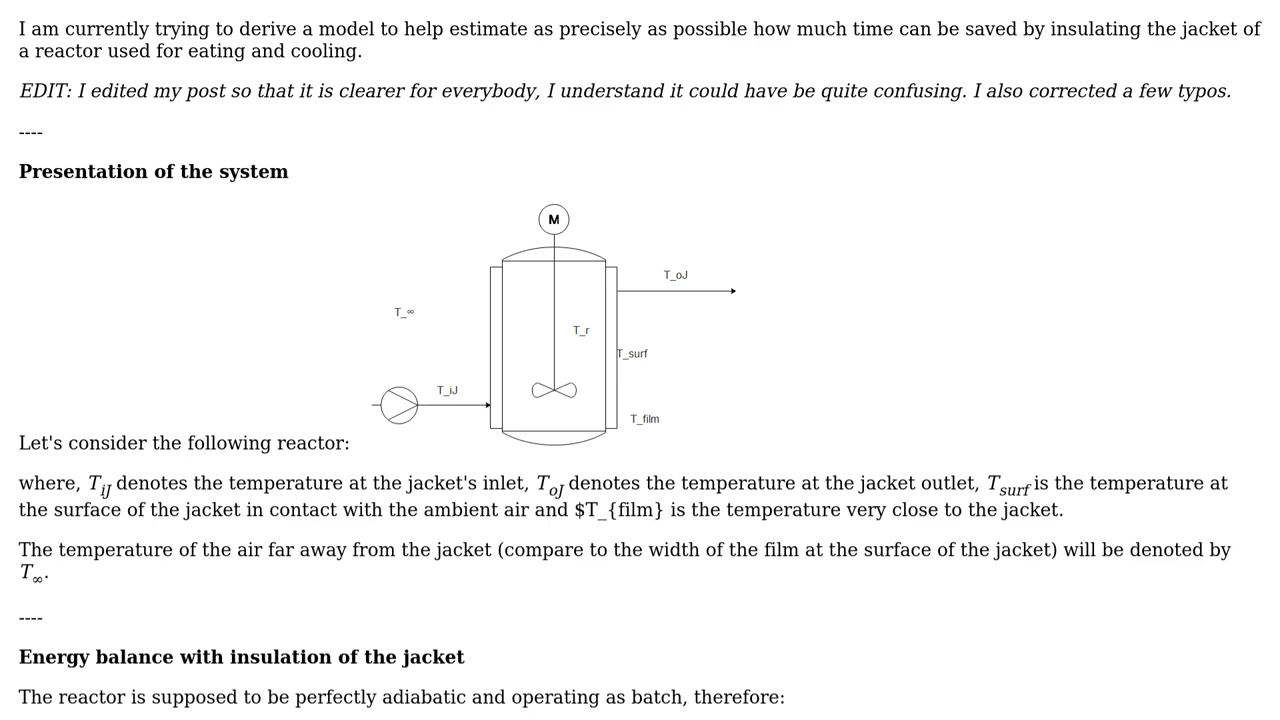 I am currently trying to derive a model to help estimate as precisely as possible how much time can be saved by insulating the jacket of
a reactor used for eating and cooling.
EDIT: I edited my post so that it is clearer for everybody, I understand it could have be quite confusing. I also corrected a few typos.
----
Presentation of the system
M
T_oJ
T_∞
T_r
T_surf
T_iJ
T_film
Let's consider the following reactor:
where, T_{iJ} denotes the temperature at the jacket's inlet, T_{oJ} denotes the temperature at the jacket outlet, T_{surf} is the temperature at
the surface of the jacket in contact with the ambient air and $T_{film} is the temperature very close to the jacket.
The temperature of the air far away from the jacket (compare to the width of the film at the surface of the jacket) will be denoted by
T_∞.
----
Energy balance with insulation of the jacket
The reactor is supposed to be perfectly adiabatic and operating as batch, therefore: